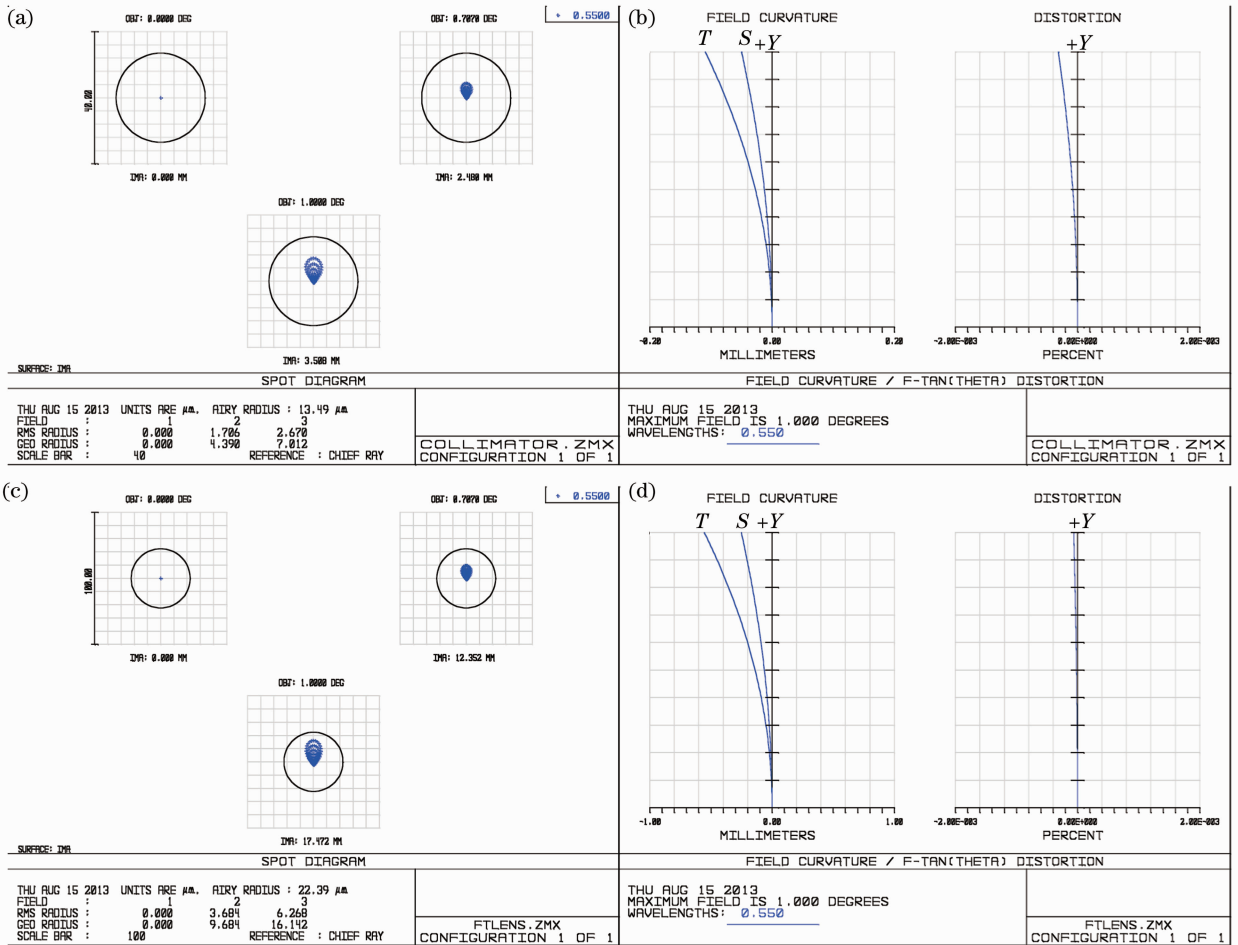 (a)
OBJ: 0.0000 DEG
OBJ: 0.7070 DEG
0.5500
40.00
IMA: 0.000 MM
IMA: 2.480 MM
OBJ: 1.0000 DEG
IMA: 3.508 MM
SURFACE: IMA
SPOT DIAGRAM
THU AUG 15 2013 UNITS ARE µm. AIRY RADIUS : 13.49 µm
FIELD : 1 2 3
RMS RADIUS : 0.000 1.706 2.670
GEO RADIUS : 0.000 4.390 7.012
SCALE BAR : 40 REFERENCE : CHIEF RAY
COLLIMATOR.ZMX
CONFIGURATION 1 OF 1
(b)
FIELD CURVATURE
DISTORTION
T S +Y
+Y
-0.20 0.00 0.20
MILLIMETERS
-2.00E-003 0.00E+000 2.00E-003
PERCENT
FIELD CURVATURE / F-TAN(THETA) DISTORTION
THU AUG 15 2013
MAXIMUM FIELD IS 1.000 DEGREES
WAVELENGTHS: 0.550
COLLIMATOR.ZMX
CONFIGURATION 1 OF 1
(c)
OBJ: 0.0000 DEG
OBJ: 0.7070 DEG
0.5500
100.00
IMA: 0.000 MM
IMA: 12.352 MM
OBJ: 1.0000 DEG
IMA: 17.472 MM
SURFACE: IMA
SPOT DIAGRAM
THU AUG 15 2013 UNITS ARE µm. AIRY RADIUS : 22.39 µm
FIELD : 1 2 3
RMS RADIUS : 0.000 3.684 6.268
GEO RADIUS : 0.000 9.684 16.142
SCALE BAR : 100 REFERENCE : CHIEF RAY
FTLENS.ZMX
CONFIGURATION 1 OF 1
(d)
FIELD CURVATURE
DISTORTION
T S +Y
+Y
-1.00 0.00 1.00
MILLIMETERS
-2.00E-003 0.00E+000 2.00E-003
PERCENT
FIELD CURVATURE / F-TAN(THETA) DISTORTION
THU AUG 15 2013
MAXIMUM FIELD IS 1.000 DEGREES
WAVELENGTHS: 0.550
FTLENS.ZMX
CONFIGURATION 1 OF 1